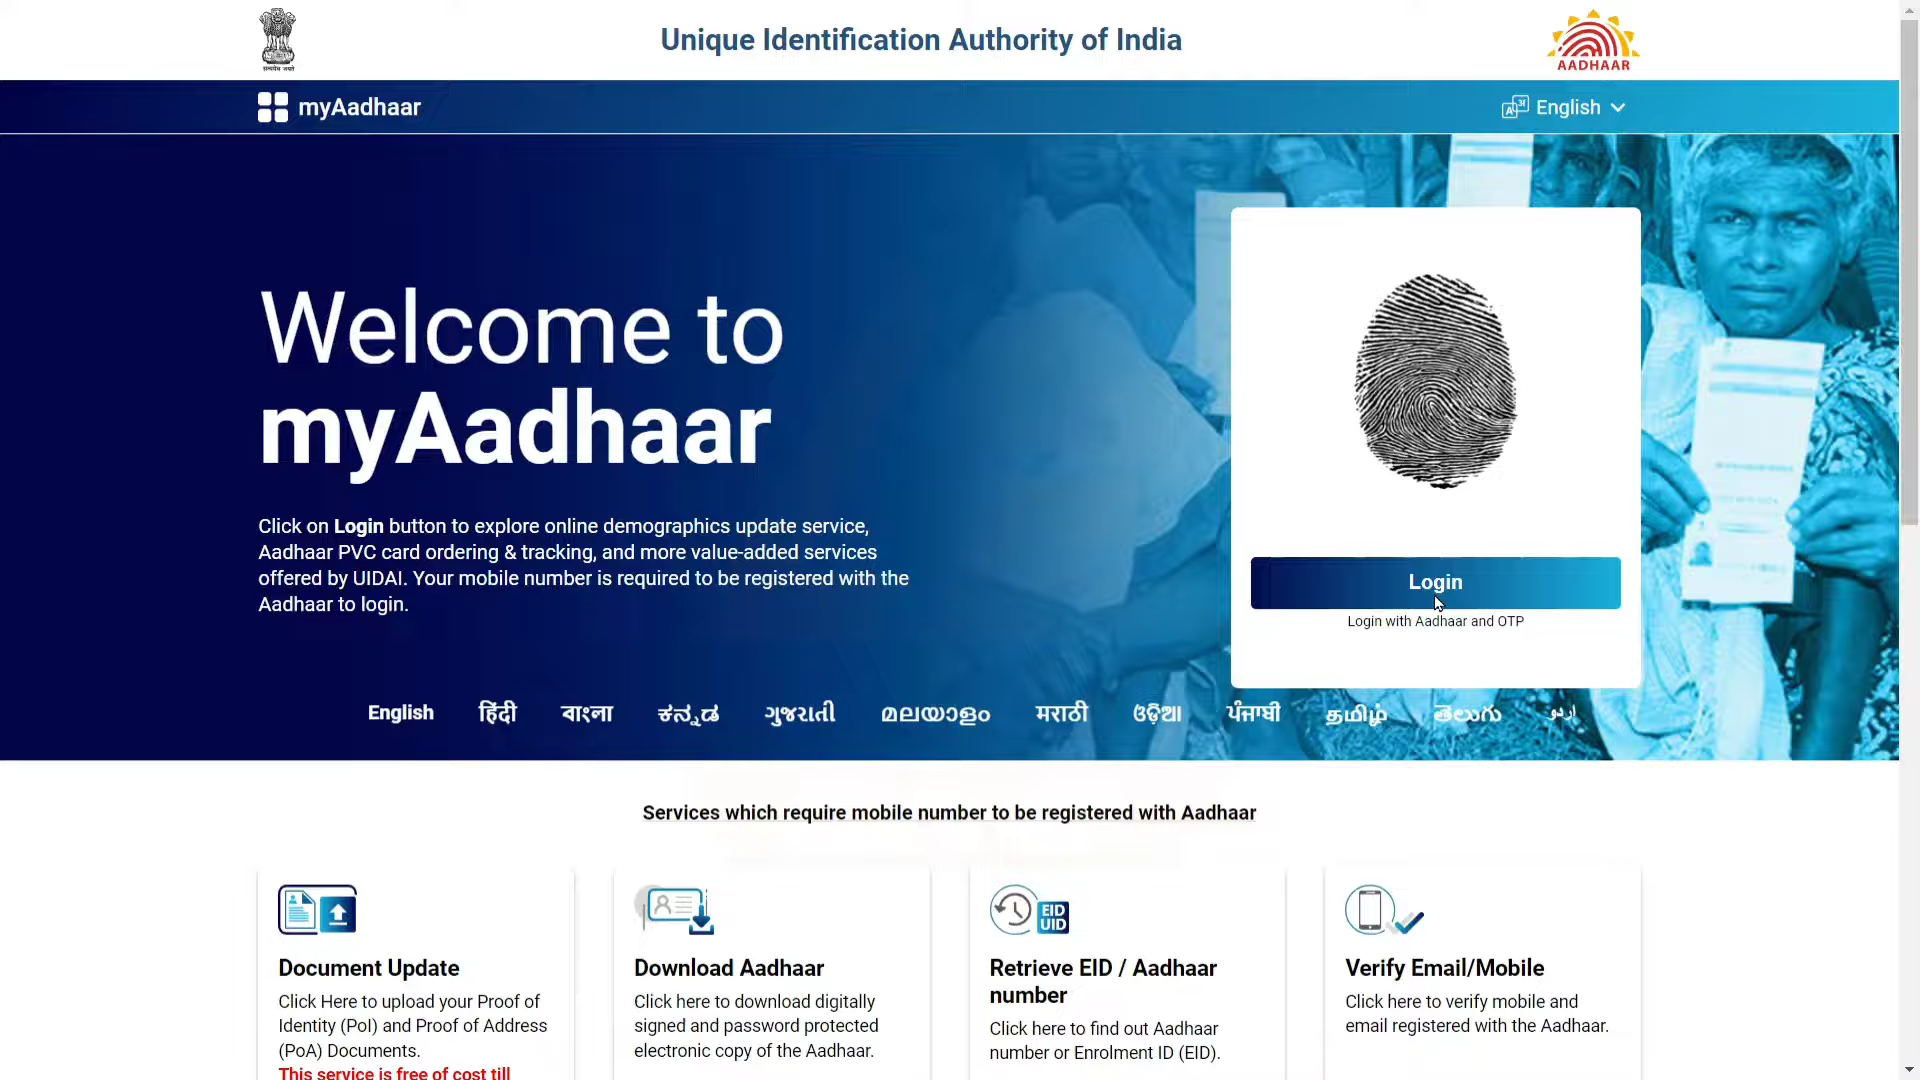 सत्यमेव जयते
Unique Identification Authority of India
AADHAAR
myAadhaar
English
Welcome to
myAadhaar
Click on Login button to explore online demographics update service,
Aadhaar PVC card ordering & tracking, and more value-added services
offered by UIDAI. Your mobile number is required to be registered with the
Aadhaar to login.
Login
Login with Aadhaar and OTP
English हिंदी বাংলা ಕನ್ನಡ ગુજરાતી മലയാളം मराठी ଓଡ଼ିଆ ਪੰਜਾਬੀ தமிழ் తెలుగు اردو
Services which require mobile number to be registered with Aadhaar
EID
UID
Document Update
Click Here to upload your Proof of
Identity (PoI) and Proof of Address
(PoA) Documents.
This service is free of cost till
Download Aadhaar
Click here to download digitally
signed and password protected
electronic copy of the Aadhaar.
Retrieve EID / Aadhaar
number
Click here to find out Aadhaar
number or Enrolment ID (EID).
Verify Email/Mobile
Click here to verify mobile and
email registered with the Aadhaar.